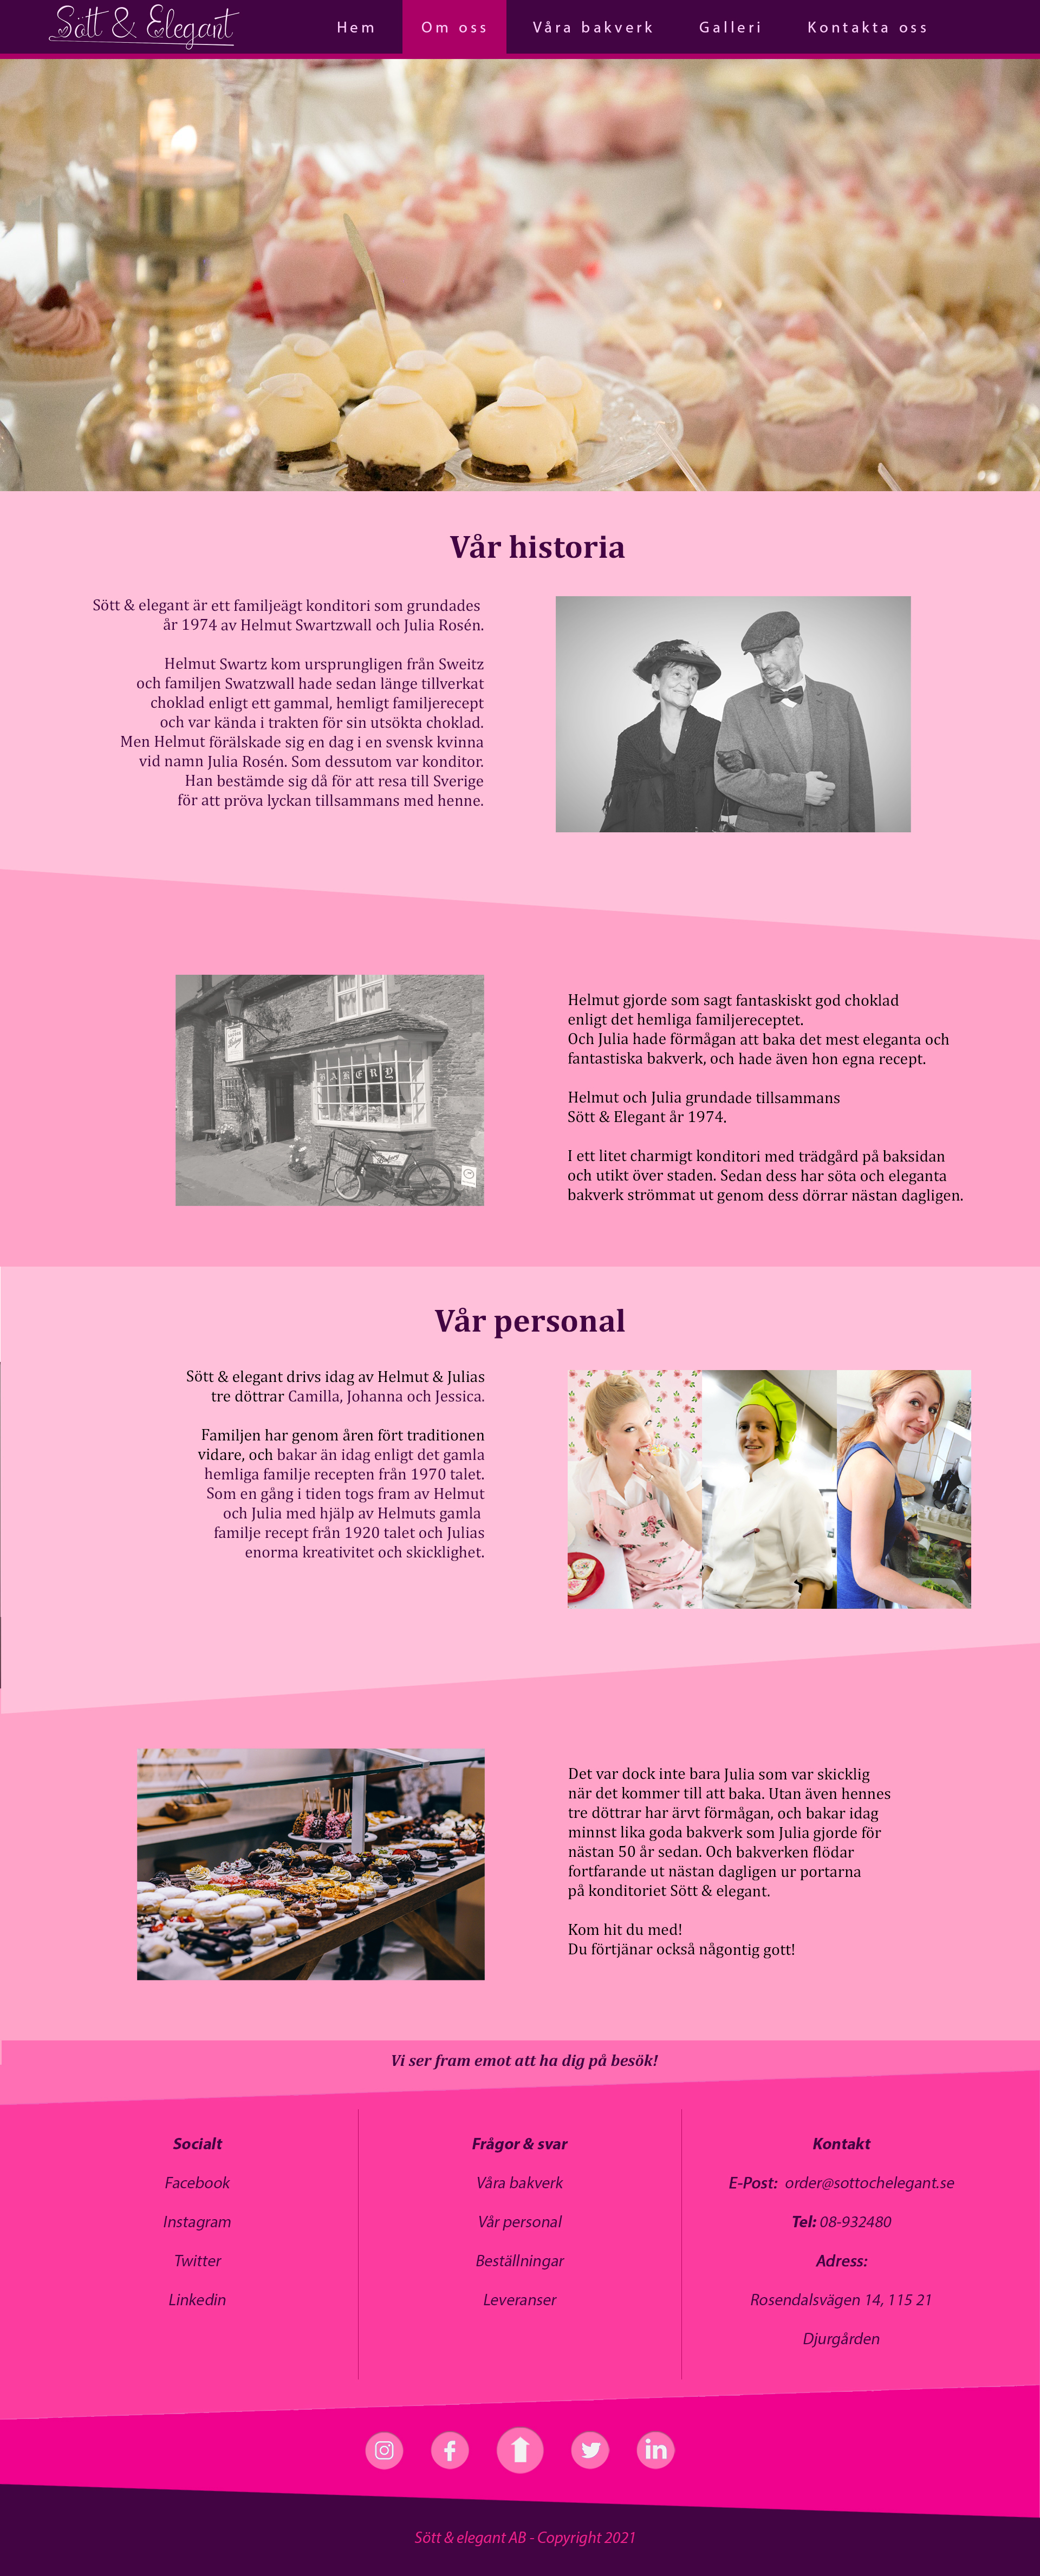 Sött & Elegant
Hem Om oss Våra bakverk Galleri Kontakta oss
Vår historia
Sött & elegant är ett familjeägt konditori som grundades
år 1974 av Helmut Swartzwall och Julia Rosén.
Helmut Swartz kom ursprungligen från Sweitz
och familjen Swatzwall hade sedan länge tillverkat
choklad enligt ett gammal, hemligt familjerecept
och var kända i trakten för sin utsökta choklad.
Men Helmut förälskade sig en dag i en svensk kvinna
vid namn Julia Rosén. Som dessutom var konditor.
Han bestämde sig då för att resa till Sverige
för att pröva lyckan tillsammans med henne.
BAKERY
Helmut gjorde som sagt fantaskiskt god choklad
enligt det hemliga familjereceptet.
Och Julia hade förmågan att baka det mest eleganta och
fantastiska bakverk, och hade även hon egna recept.
Helmut och Julia grundade tillsammans
Sött & Elegant år 1974.
I ett litet charmigt konditori med trädgård på baksidan
och utikt över staden. Sedan dess har söta och eleganta
bakverk strömmat ut genom dess dörrar nästan dagligen.
Vår personal
Sött & elegant drivs idag av Helmut & Julias
tre döttrar Camilla, Johanna och Jessica.
Familjen har genom åren fört traditionen
vidare, och bakar än idag enligt det gamla
hemliga familje recepten från 1970 talet.
Som en gång i tiden togs fram av Helmut
och Julia med hjälp av Helmuts gamla
familje recept från 1920 talet och Julias
enorma kreativitet och skicklighet.
Det var dock inte bara Julia som var skicklig
när det kommer till att baka. Utan även hennes
tre döttrar har ärvt förmågan, och bakar idag
minnst lika goda bakverk som Julia gjorde för
nästan 50 år sedan. Och bakverken flödar
fortfarande ut nästan dagligen ur portarna
på konditoriet Sött & elegant.
Kom hit du med!
Du förtjänar också någontig gott!
Vi ser fram emot att ha dig på besök!
Socialt
Facebook
Instagram
Twitter
Linkedin
Frågor & svar
Våra bakverk
Vår personal
Beställningar
Leveranser
Kontakt
E-Post: order@sottochelegant.se
Tel: 08-932480
Adress:
Rosendalsvägen 14, 115 21
Djurgården
in
Sött & elegant AB - Copyright 2021